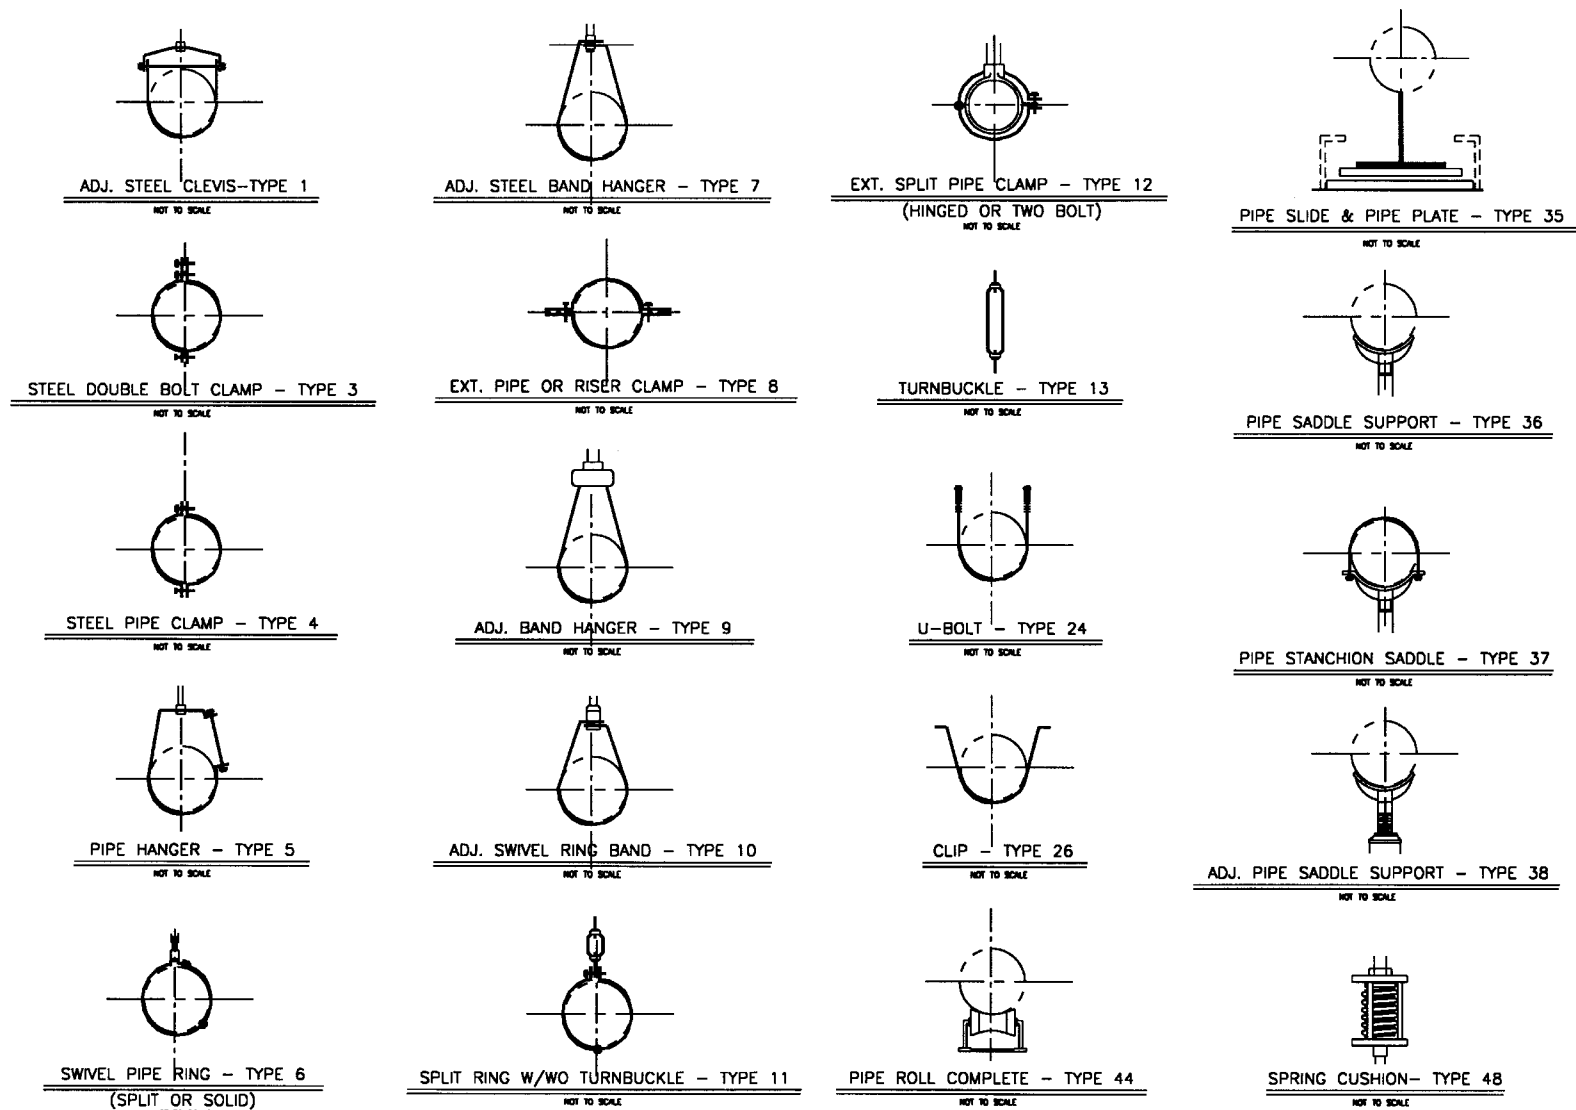 ADJ. STEEL CLEVIS-TYPE 1
NOT TO SCALE
STEEL DOUBLE BOLT CLAMP - TYPE 3
NOT TO SCALE
STEEL PIPE CLAMP - TYPE 4
NOT TO SCALE
PIPE HANGER - TYPE 5
NOT TO SCALE
SWIVEL PIPE RING - TYPE 6
(SPLIT OR SOLID)
ADJ. STEEL BAND HANGER - TYPE 7
NOT TO SCALE
EXT. PIPE OR RISER CLAMP - TYPE 8
NOT TO SCALE
ADJ. BAND HANGER - TYPE 9
NOT TO SCALE
ADJ. SWIVEL RING BAND - TYPE 10
NOT TO SCALE
SPLIT RING W/WO TURNBUCKLE - TYPE 11
NOT TO SCALE
EXT. SPLIT PIPE CLAMP - TYPE 12
(HINGED OR TWO BOLT)
NOT TO SCALE
TURNBUCKLE - TYPE 13
NOT TO SCALE
U-BOLT - TYPE 24
NOT TO SCALE
CLIP - TYPE 26
NOT TO SCALE
PIPE ROLL COMPLETE - TYPE 44
NOT TO SCALE
PIPE SLIDE & PIPE PLATE - TYPE 35
NOT TO SCALE
PIPE SADDLE SUPPORT - TYPE 36
NOT TO SCALE
PIPE STANCHION SADDLE - TYPE 37
NOT TO SCALE
ADJ. PIPE SADDLE SUPPORT - TYPE 38
NOT TO SCALE
SPRING CUSHION- TYPE 48
NOT TO SCALE